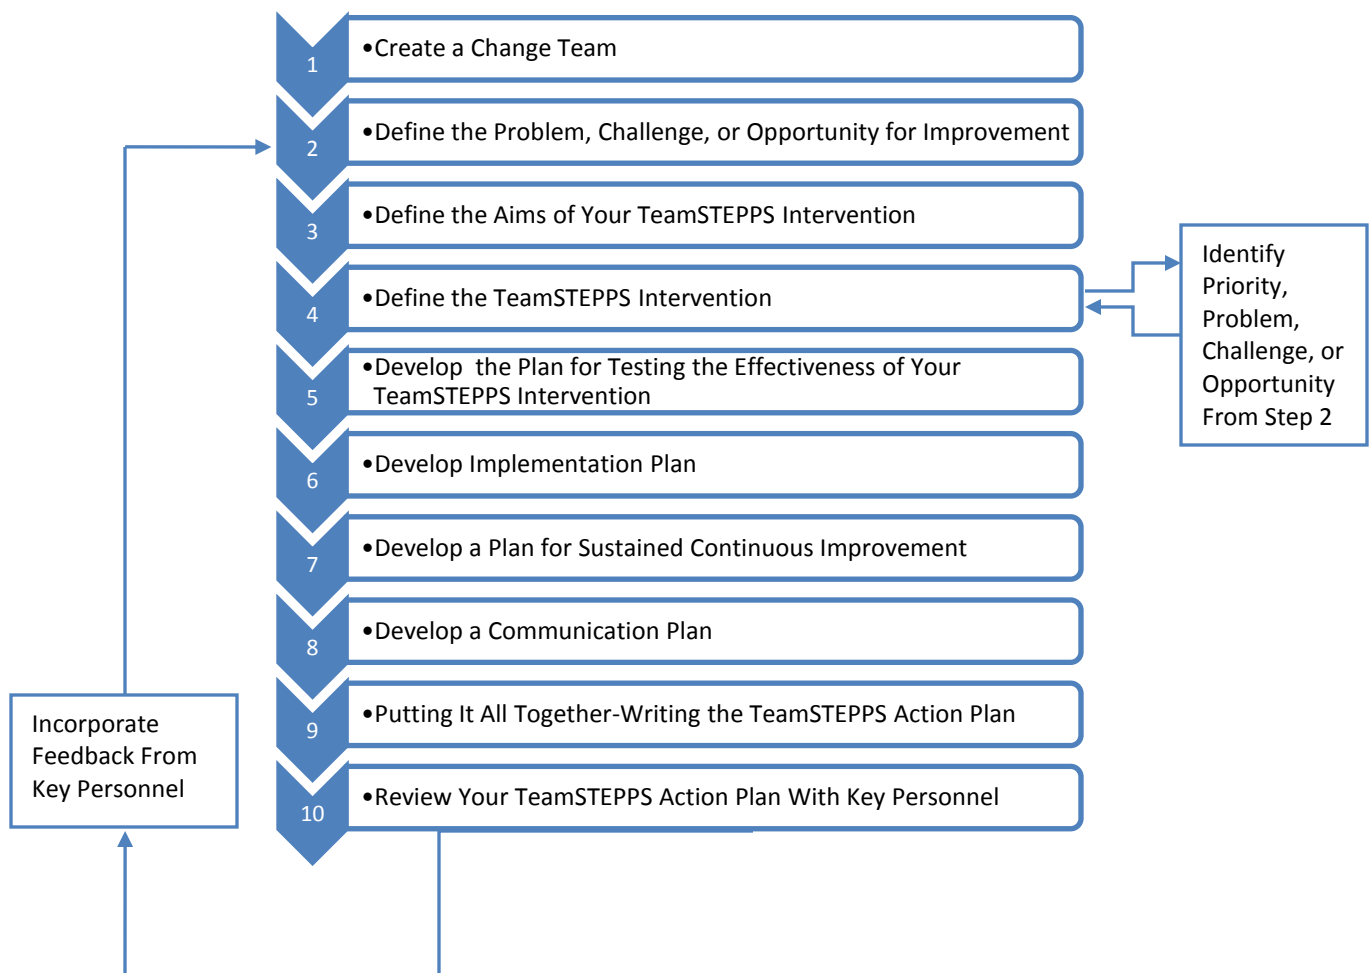 1
•Create a Change Team
2
•Define the Problem, Challenge, or Opportunity for Improvement
3
•Define the Aims of Your TeamSTEPPS Intervention
4
•Define the TeamSTEPPS Intervention
Identify
Priority,
Problem,
Challenge, or
Opportunity
From Step 2
5
•Develop  the Plan for Testing the Effectiveness of Your
TeamSTEPPS Intervention
6
•Develop Implementation Plan
7
•Develop a Plan for Sustained Continuous Improvement
8
•Develop a Communication Plan
9
•Putting It All Together-Writing the TeamSTEPPS Action Plan
10
•Review Your TeamSTEPPS Action Plan With Key Personnel
Incorporate
Feedback From
Key Personnel